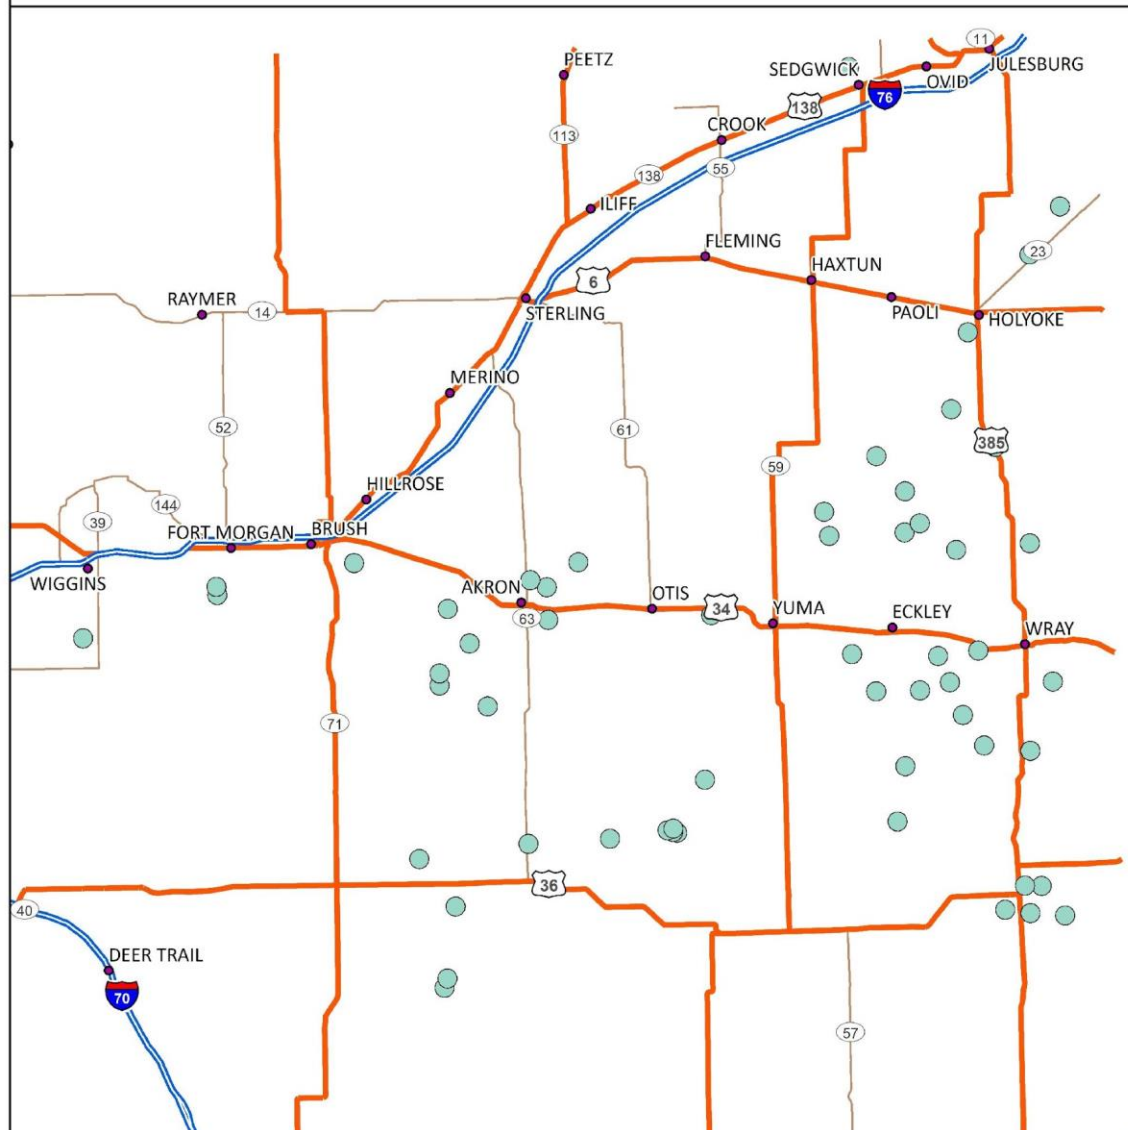 11
PEETZ
JULESBURG
SEDGWICK
OVID
76
138
CROOK
113
55
138
ILIFF
FLEMING
23
HAXTUN
6
RAYMER
14
STERLING
PAOLI
HOLYOKE
MERINO
52
61
385
59
HILLROSE
144
39
FORT MORGAN
BRUSH
WIGGINS
AKRON
OTIS
34
YUMA
ECKLEY
63
WRAY
71
36
40
DEER TRAIL
70
57